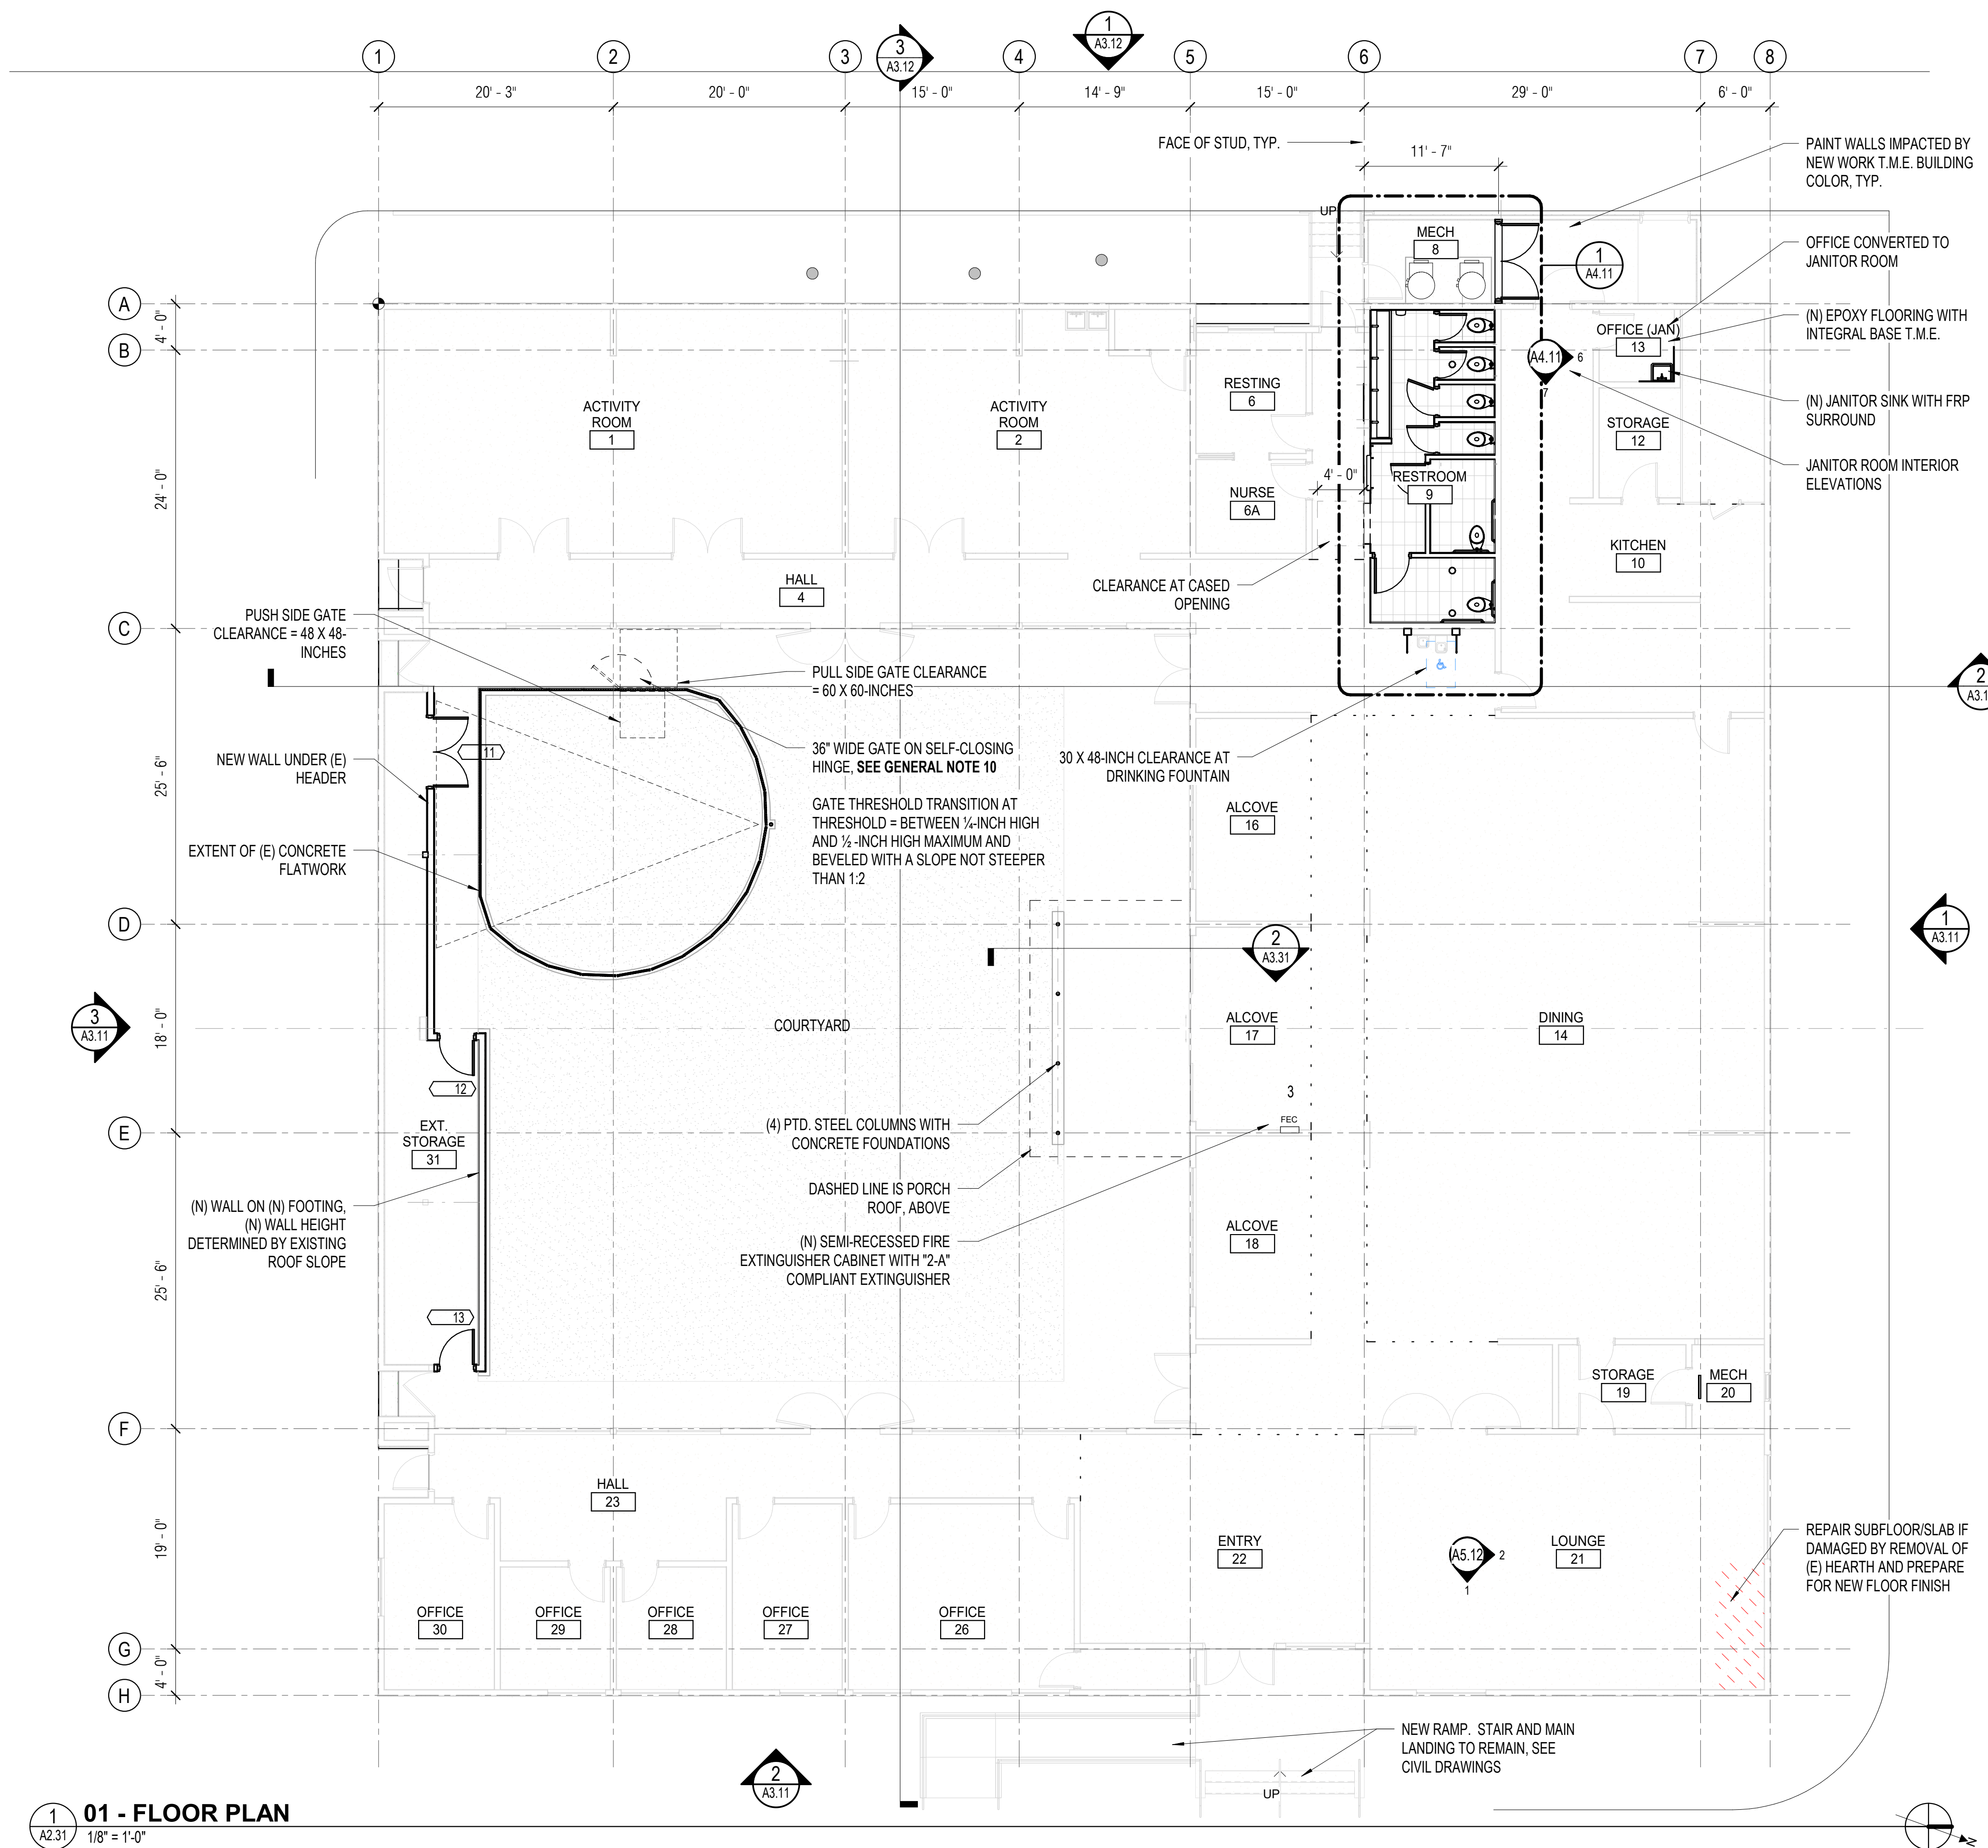 1
A3.12
3
A3.12
1
2
3
4
5
6
7
8
20' - 3"
20' - 0"
15' - 0"
14' - 9"
15' - 0"
29' - 0"
6' - 0"
FACE OF STUD, TYP.
11' - 7"
PAINT WALLS IMPACTED BY
NEW WORK T.M.E. BUILDING
COLOR, TYP.
UP
MECH
8
1
A4.11
OFFICE CONVERTED TO
JANITOR ROOM
A
4' - 0"
B
(N) EPOXY FLOORING WITH
INTEGRAL BASE T.M.E.
OFFICE (JAN)
13
A4.11
6
7
RESTING
6
ACTIVITY
ROOM
1
ACTIVITY
ROOM
2
(N) JANITOR SINK WITH FRP
SURROUND
STORAGE
12
24' - 0"
4' - 0"
RESTROOM
9
JANITOR ROOM INTERIOR
ELEVATIONS
NURSE
6A
KITCHEN
10
HALL
4
CLEARANCE AT CASED
OPENING
C
PUSH SIDE GATE
CLEARANCE = 48 X 48-
INCHES
PULL SIDE GATE CLEARANCE
= 60 X 60-INCHES
2
A3.1
11
NEW WALL UNDER (E)
HEADER
36" WIDE GATE ON SELF-CLOSING
HINGE, SEE GENERAL NOTE 10
30 X 48-INCH CLEARANCE AT
DRINKING FOUNTAIN
25' - 6"
GATE THRESHOLD TRANSITION AT
THRESHOLD = BETWEEN ¼-INCH HIGH
AND ½ -INCH HIGH MAXIMUM AND
BEVELED WITH A SLOPE NOT STEEPER
THAN 1:2
ALCOVE
16
EXTENT OF (E) CONCRETE
FLATWORK
D
2
A3.31
1
A3.11
3
A3.11
18' - 0"
COURTYARD
ALCOVE
17
DINING
14
12
3
FEC
E
EXT.
STORAGE
31
(4) PTD. STEEL COLUMNS WITH
CONCRETE FOUNDATIONS
DASHED LINE IS PORCH
ROOF, ABOVE
(N) WALL ON (N) FOOTING,
(N) WALL HEIGHT
DETERMINED BY EXISTING
ROOF SLOPE
ALCOVE
18
(N) SEMI-RECESSED FIRE
EXTINGUISHER CABINET WITH "2-A"
COMPLIANT EXTINGUISHER
25' - 6"
13
STORAGE
19
MECH
20
F
HALL
23
19' - 0"
ENTRY
22
A5.12
2
1
LOUNGE
21
REPAIR SUBFLOOR/SLAB IF
DAMAGED BY REMOVAL OF
(E) HEARTH AND PREPARE
FOR NEW FLOOR FINISH
OFFICE
30
OFFICE
29
OFFICE
28
OFFICE
27
OFFICE
26
G
4' - 0"
H
NEW RAMP. STAIR AND MAIN
LANDING TO REMAIN, SEE
CIVIL DRAWINGS
2
A3.11
UP
1
A2.31
01 - FLOOR PLAN
1/8" = 1'-0"
N